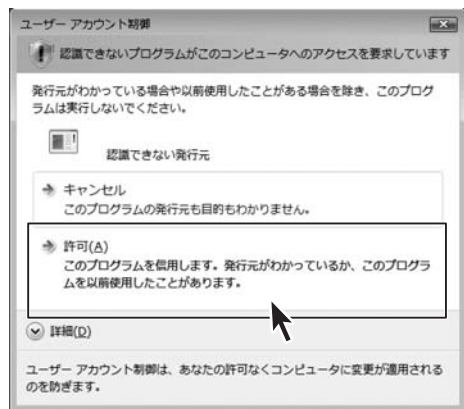 ユーザー アカウント制御
認識できないプログラムがこのコンピュータへのアクセスを要求しています
発行元がわかっている場合や以前使用したことがある場合を除き、このプログ
ラムは実行しないでください。
認識できない発行元
キャンセル
このプログラムの発行元も目的もわかりません。
許可(A)
このプログラムを信用します。発行元がわかっているか、このプログラ
ムを以前使用したことがあります。
詳細(D)
ユーザー アカウント制御は、あなたの許可なくコンピュータに変更が適用される
のを防ぎます。